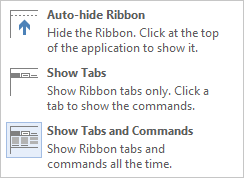 Auto-hide Ribbon
Hide the Ribbon. Click at the top
of the application to show it.
Show Tabs
Show Ribbon tabs only. Click a
tab to show the commands.
Show Tabs and Commands
Show Ribbon tabs and
commands all the time.